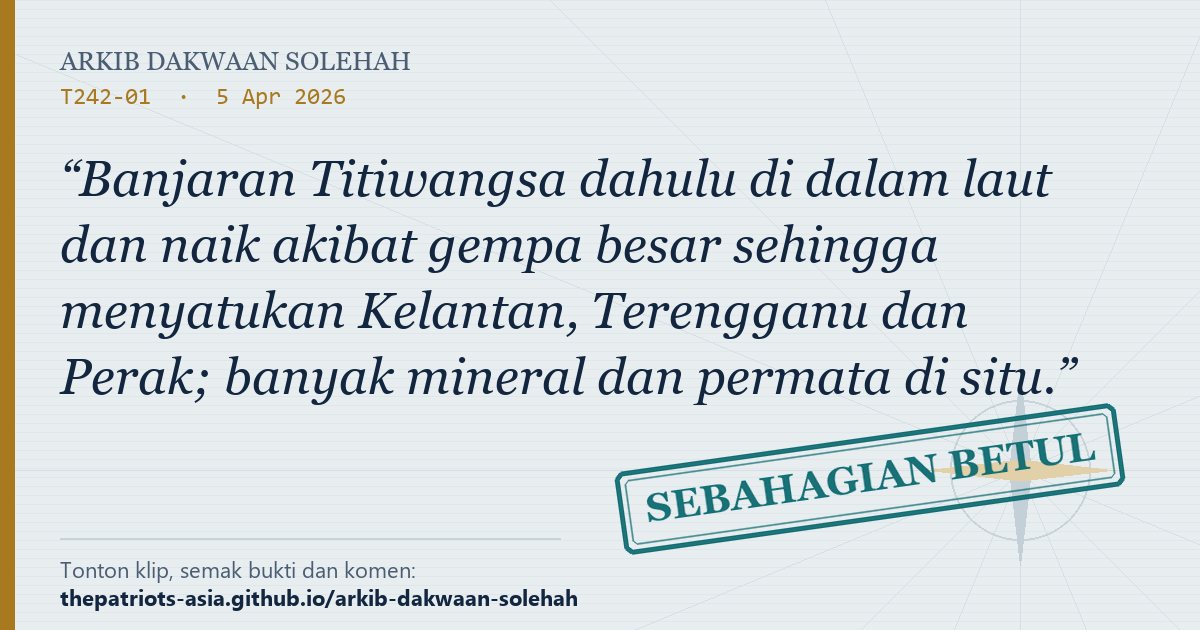 ARKIB DAKWAAN SOLEHAH
T242-01 · 5 Apr 2026
“Banjaran Titiwangsa dahulu di dalam laut
dan naik akibat gempa besar sehingga
menyatukan Kelantan, Terengganu dan
Perak; banyak mineral dan permata di situ.”
SEBAHAGIAN BETUL
Tonton klip, semak bukti dan komen:
thepatriots-asia.github.io/arkib-dakwaan-solehah